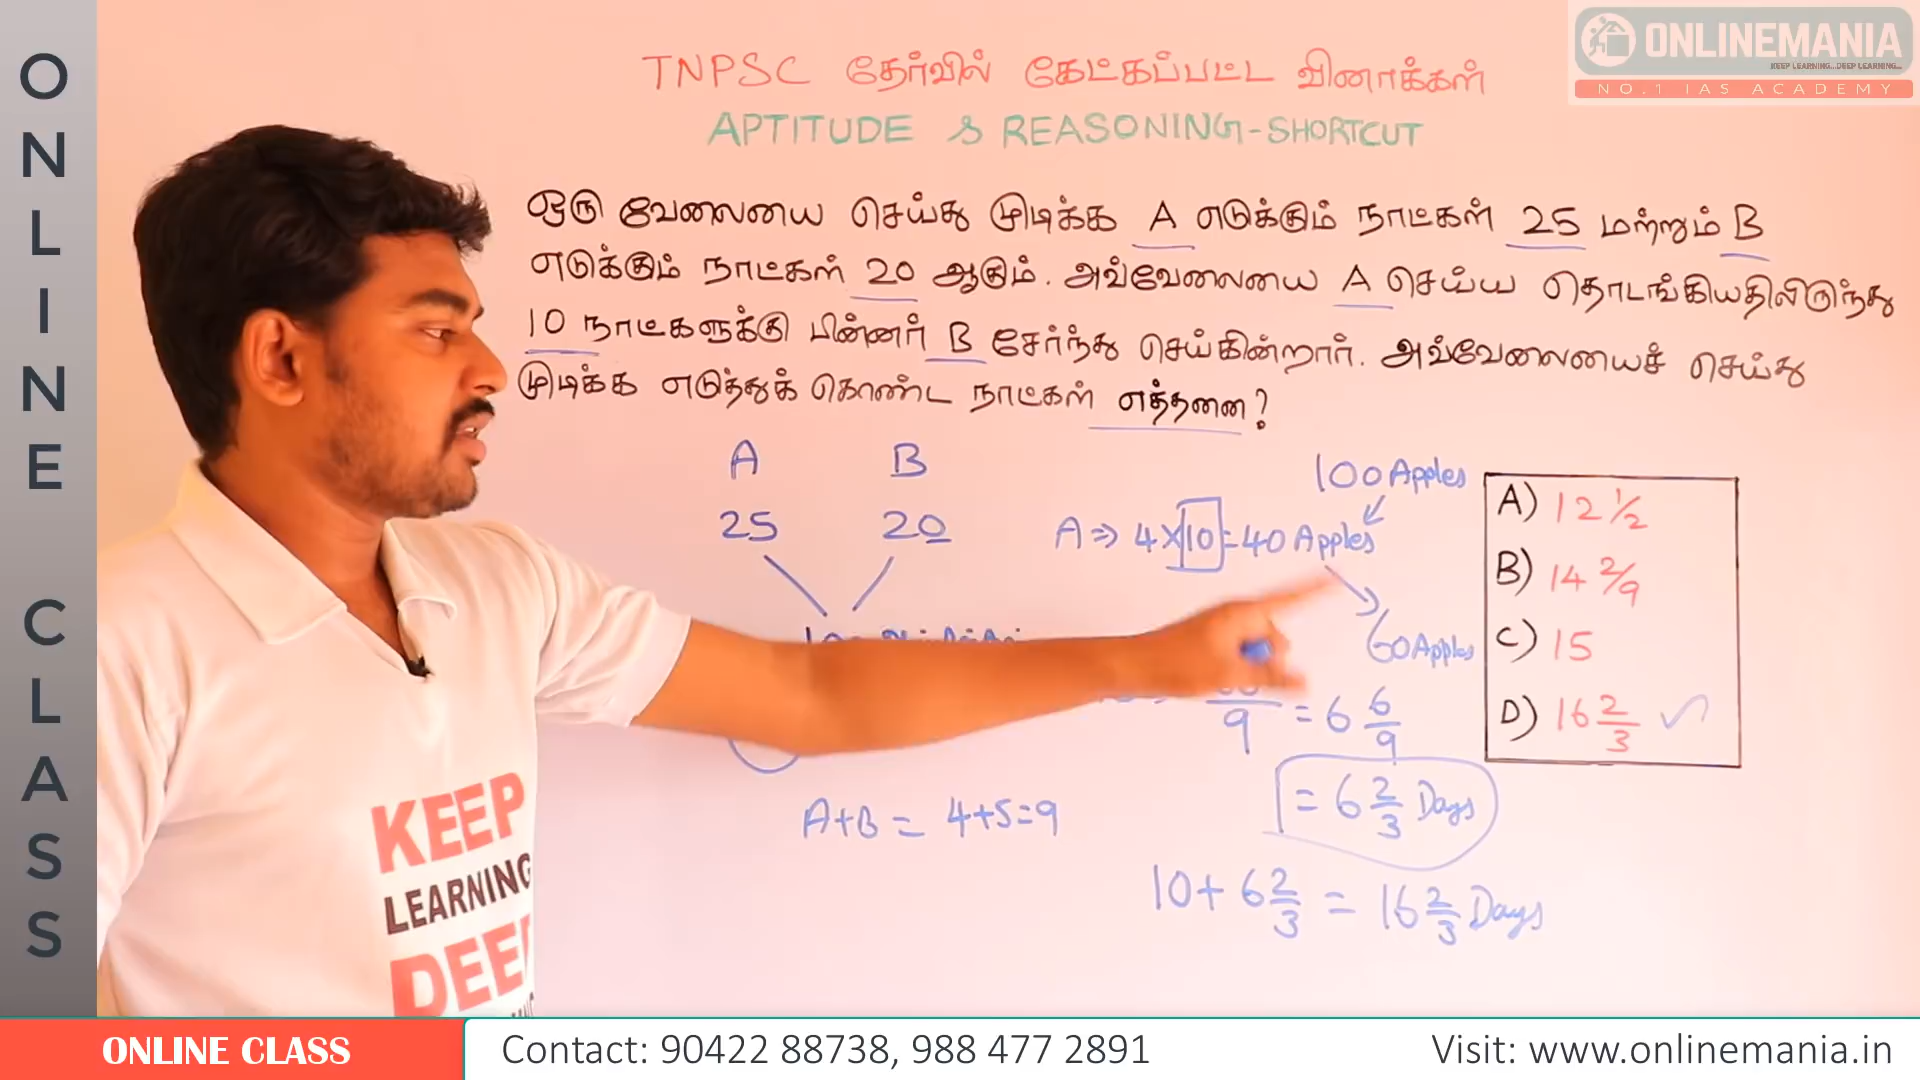 ONLINE CLASS
ONLINEMANIA
KEEP LEARNING...DEEP LEARNING...
NO.1 IAS ACADEMY
TNPSC தேர்வில் கேட்கப்பட்ட வினாக்கள்
APTITUDE & REASONING-SHORTCUT
ஒரு வேலையை செய்து முடிக்க A எடுக்கும் நாட்கள் 25 மற்றும் B
எடுக்கும் நாட்கள் 20 ஆகும். அவ்வேலையை A செய்ய தொடங்கியதிலிருந்து
10 நாட்களுக்கு பின்னர் B சேர்ந்து செய்கின்றார். அவ்வேலையைச் செய்து
முடிக்க எடுத்துக் கொண்ட நாட்கள் எத்தனை?
A B
25 20
100 Apples
A => 4×10=40 Apples
60 Apples
9 = 6 6/9
= 6 2/3 Days
A+B = 4+5=9
10+ 6 2/3 = 16 2/3 Days
A) 12 1/2
B) 14 2/9
C) 15
D) 16 2/3
KEEP
LEARNING
DEE
ONLINE CLASS
Contact: 90422 88738, 988 477 2891
Visit: www.onlinemania.in